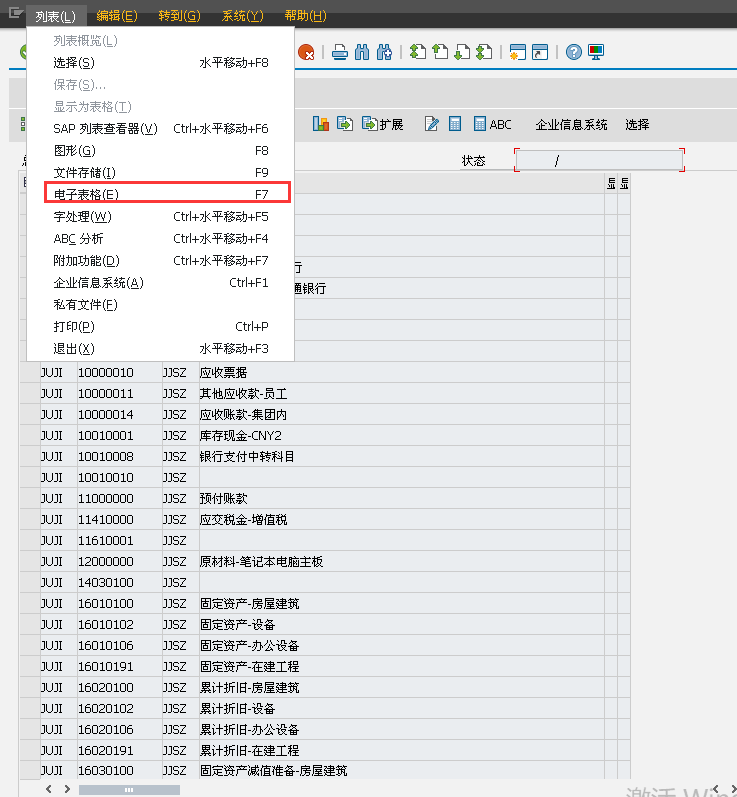 列表(L) 编辑(E) 转到(G) 系统(Y) 帮助(H)
列表概览(L)
选择(S) 水平移动+F8
保存(S)...
显示为表格(T)
SAP 列表查看器(V) Ctrl+水平移动+F6
图形(G) F8
文件存储(I) F9
电子表格(E) F7
字处理(W) Ctrl+水平移动+F5
ABC 分析 Ctrl+水平移动+F4
附加功能(D) Ctrl+水平移动+F7
企业信息系统(A) Ctrl+F1
私有文件(F)
打印(P) Ctrl+P
退出(X) 水平移动+F3
扩展 ABC 企业信息系统 选择
状态 /
行
通银行
JUJI 10000010 JJSZ 应收票据
JUJI 10000011 JJSZ 其他应收款-员工
JUJI 10000014 JJSZ 应收账款-集团内
JUJI 10010001 JJSZ 库存现金-CNY2
JUJI 10010008 JJSZ 银行支付中转科目
JUJI 10010010 JJSZ
JUJI 11000000 JJSZ 预付账款
JUJI 11410000 JJSZ 应交税金-增值税
JUJI 11610001 JJSZ
JUJI 12000000 JJSZ 原材料-笔记本电脑主板
JUJI 14030100 JJSZ
JUJI 16010100 JJSZ 固定资产-房屋建筑
JUJI 16010102 JJSZ 固定资产-设备
JUJI 16010106 JJSZ 固定资产-办公设备
JUJI 16010191 JJSZ 固定资产-在建工程
JUJI 16020100 JJSZ 累计折旧-房屋建筑
JUJI 16020102 JJSZ 累计折旧-设备
JUJI 16020106 JJSZ 累计折旧-办公设备
JUJI 16020191 JJSZ 累计折旧-在建工程
JUJI 16030100 JJSZ 固定资产减值准备-房屋建筑
激活 Win